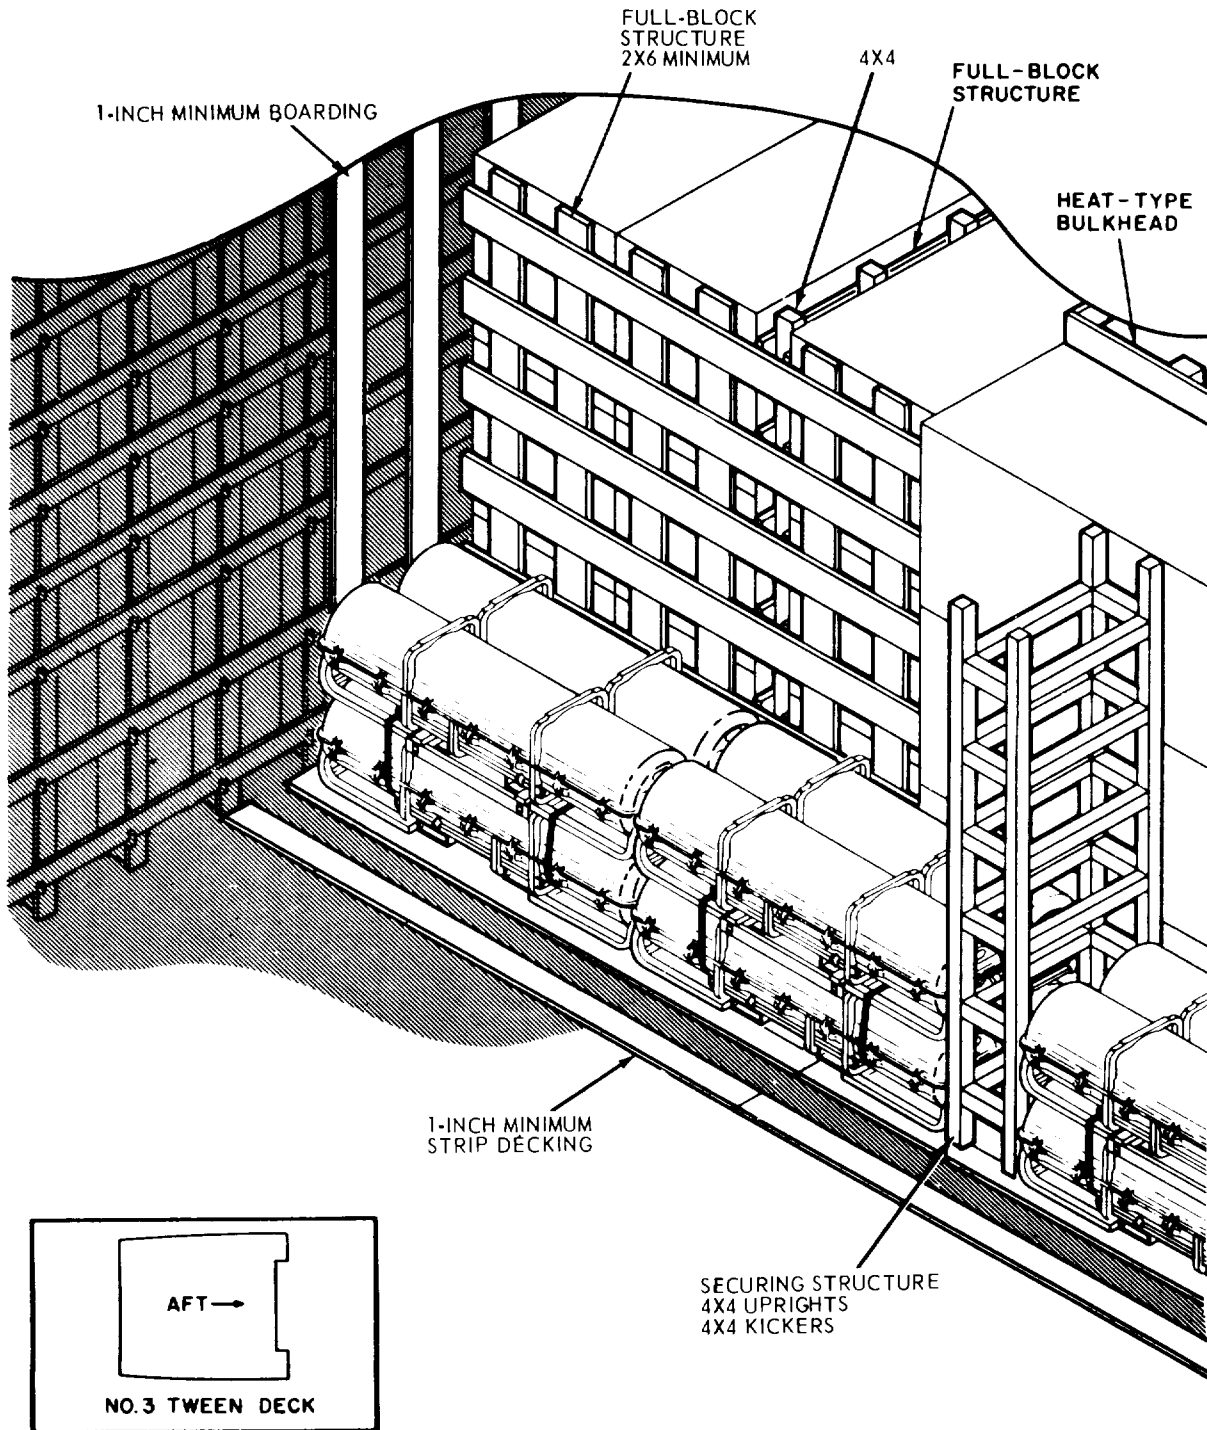 FULL-BLOCK
STRUCTURE
2X6 MINIMUM
4X4
FULL-BLOCK
STRUCTURE
1-INCH MINIMUM BOARDING
HEAT-TYPE
BULKHEAD
1-INCH MINIMUM
STRIP DECKING
SECURING STRUCTURE
4X4 UPRIGHTS
4X4 KICKERS
AFT
NO. 3 TWEEN DECK